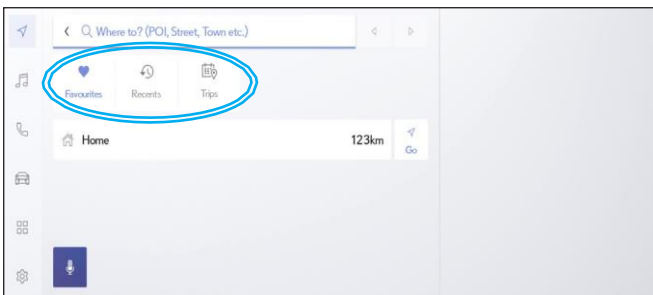 Where to? (POI, Street, Town etc.)
Favourites Recents Trips
Home 123km
Go